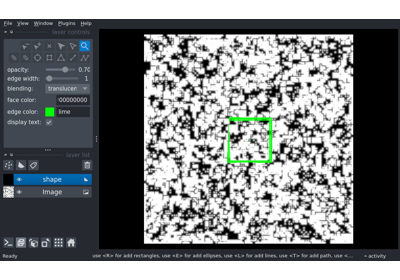 File View Window Plugins Help
layer controls
opacity: 0.70
edge width: 1
blending: translucen
face color: 00000000
edge color: lime
display text:
layer list
shape
Image
Ready
use <R> for add rectangles, use <E> for add ellipses, use <L> for add lines, use <T> for add path, use <...
activity